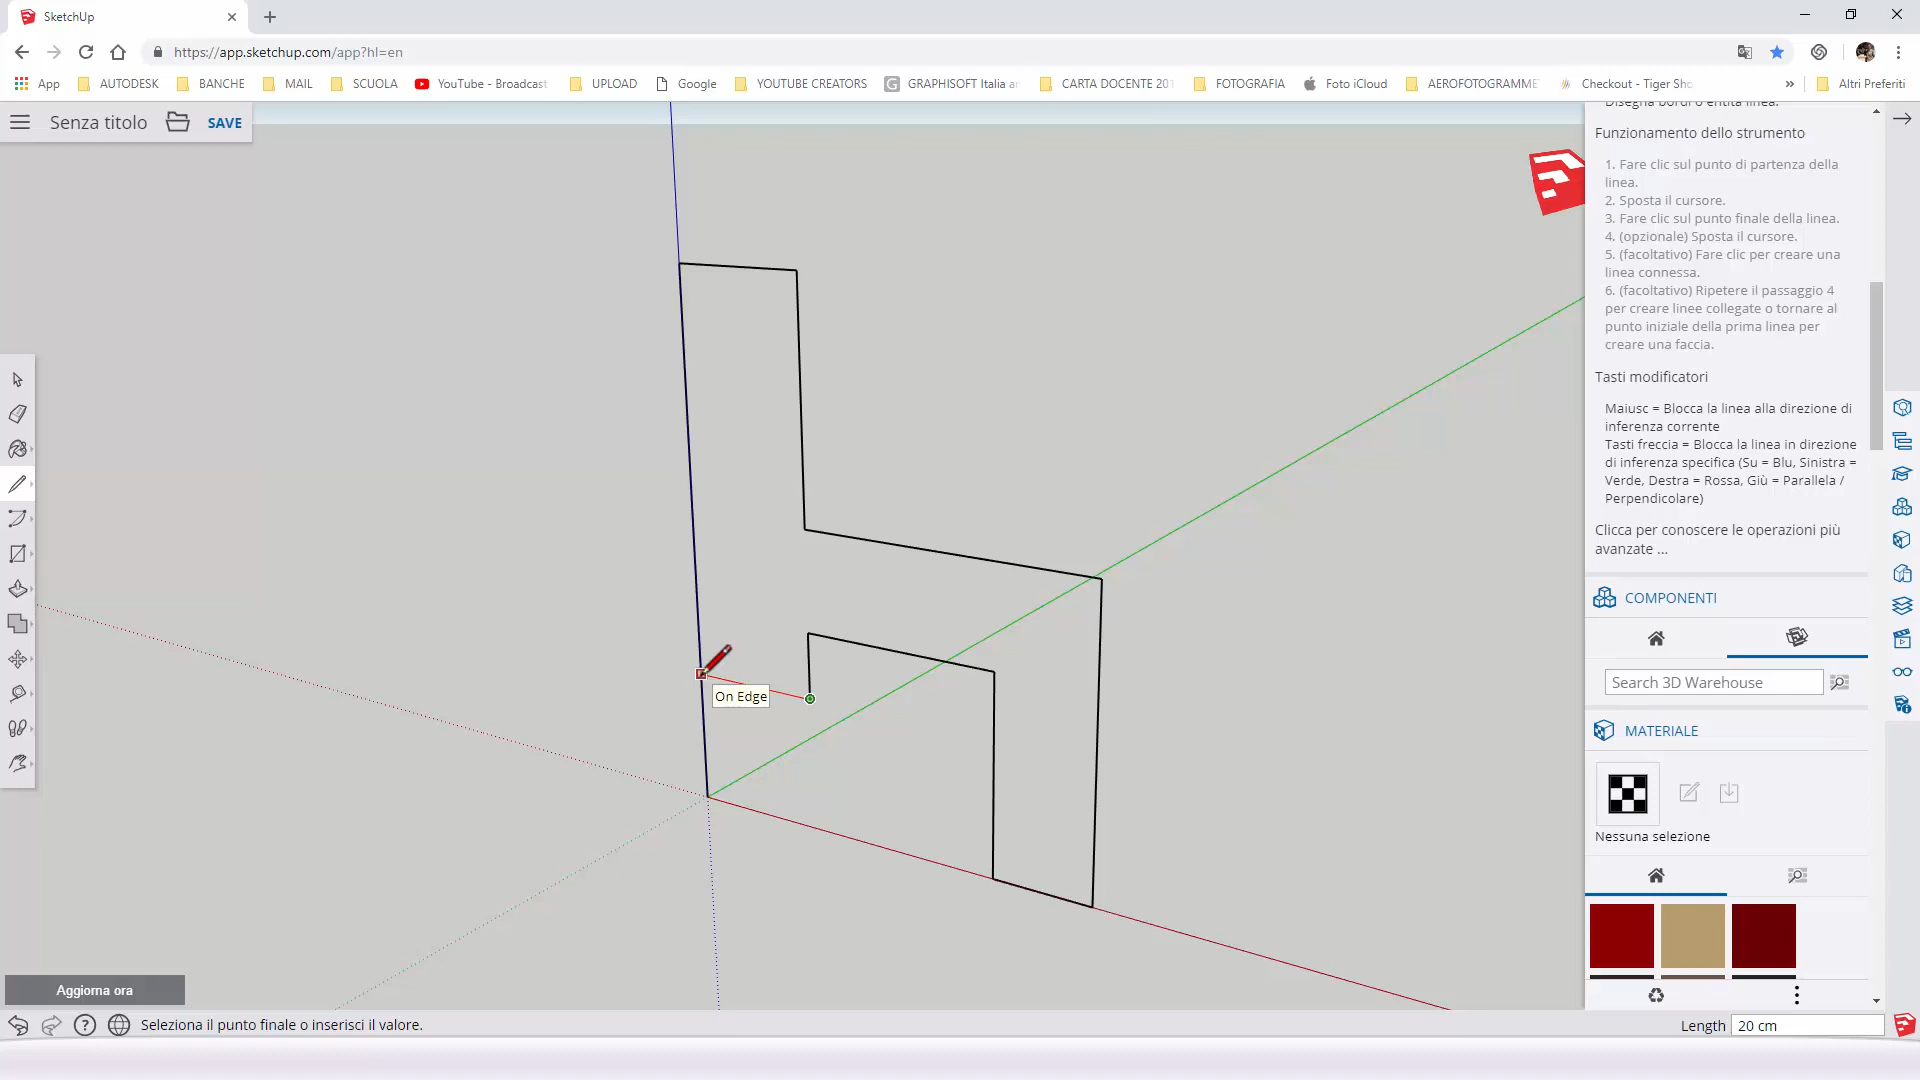 SketchUp
https://app.sketchup.com/app?hl=en
App
AUTODESK
BANCHE
MAIL
SCUOLA
YouTube - Broadcast
UPLOAD
Google
YOUTUBE CREATORS
GRAPHISOFT Italia ar
CARTA DOCENTE 201
FOTOGRAFIA
Foto iCloud
AEROFOTOGRAMME
Checkout - Tiger Sho
Altri Preferiti
Senza titolo
SAVE
Disegna bordi o entità linea.
Funzionamento dello strumento
1. Fare clic sul punto di partenza della
linea.
2. Sposta il cursore.
3. Fare clic sul punto finale della linea.
4. (opzionale) Sposta il cursore.
5. (facoltativo) Fare clic per creare una
linea connessa.
6. (facoltativo) Ripetere il passaggio 4
per creare linee collegate o tornare al
punto iniziale della prima linea per
creare una faccia.
Tasti modificatori
Maiusc = Blocca la linea alla direzione di
inferenza corrente
Tasti freccia = Blocca la linea in direzione
di inferenza specifica (Su = Blu, Sinistra =
Verde, Destra = Rossa, Giù = Parallela /
Perpendicolare)
Clicca per conoscere le operazioni più
avanzate ...
COMPONENTI
Search 3D Warehouse
MATERIALE
Nessuna selezione
On Edge
Aggiorna ora
Seleziona il punto finale o inserisci il valore.
Length 20 cm